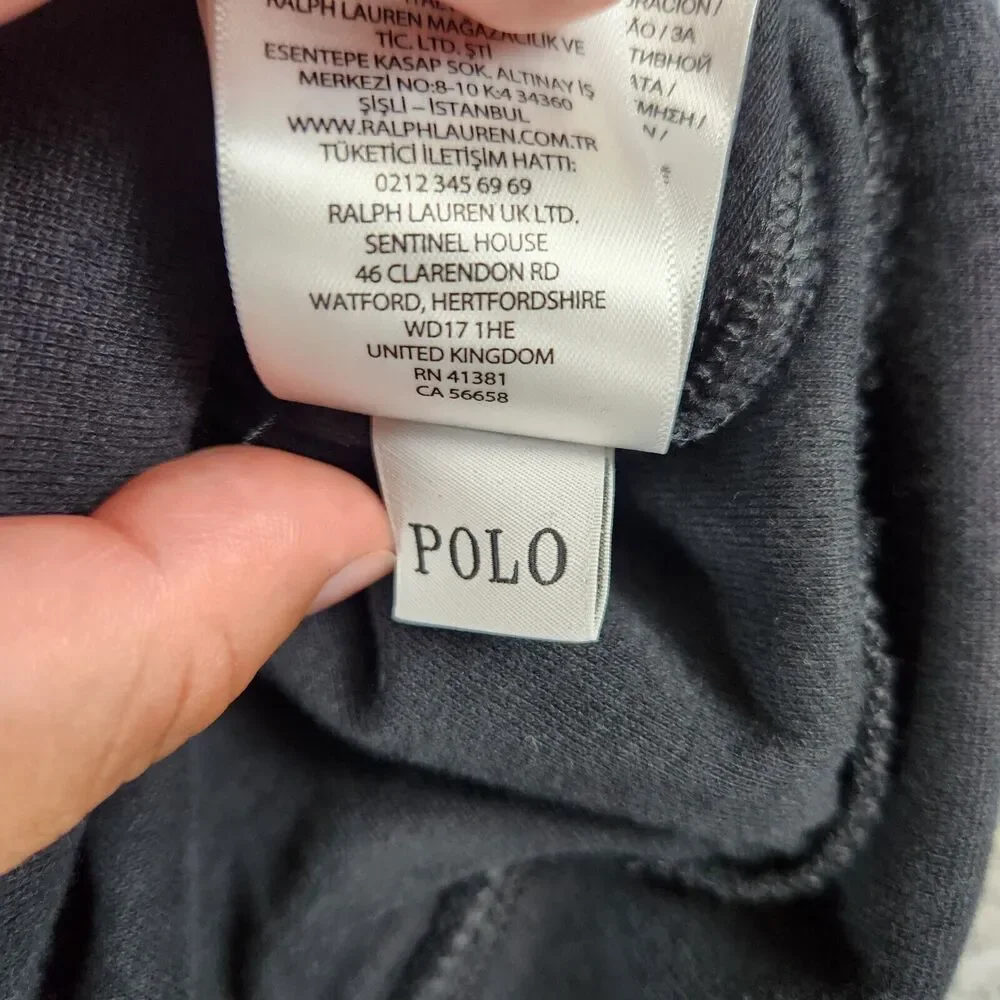 RALPH LAUREN MAĞAZACILIK VE
TİC. LTD. ŞTİ
ESENTEPE KASAP SOK. ALTINAY İŞ
MERKEZİ NO:8-10 K:4 34360
ŞİŞLİ – İSTANBUL
WWW.RALPHLAUREN.COM.TR
TÜKETİCİ İLETİŞİM HATTI:
0212 345 69 69
RALPH LAUREN UK LTD.
SENTINEL HOUSE
46 CLARENDON RD
WATFORD, HERTFORDSHIRE
WD17 1HE
UNITED KINGDOM
RN 41381
CA 56658
POLO